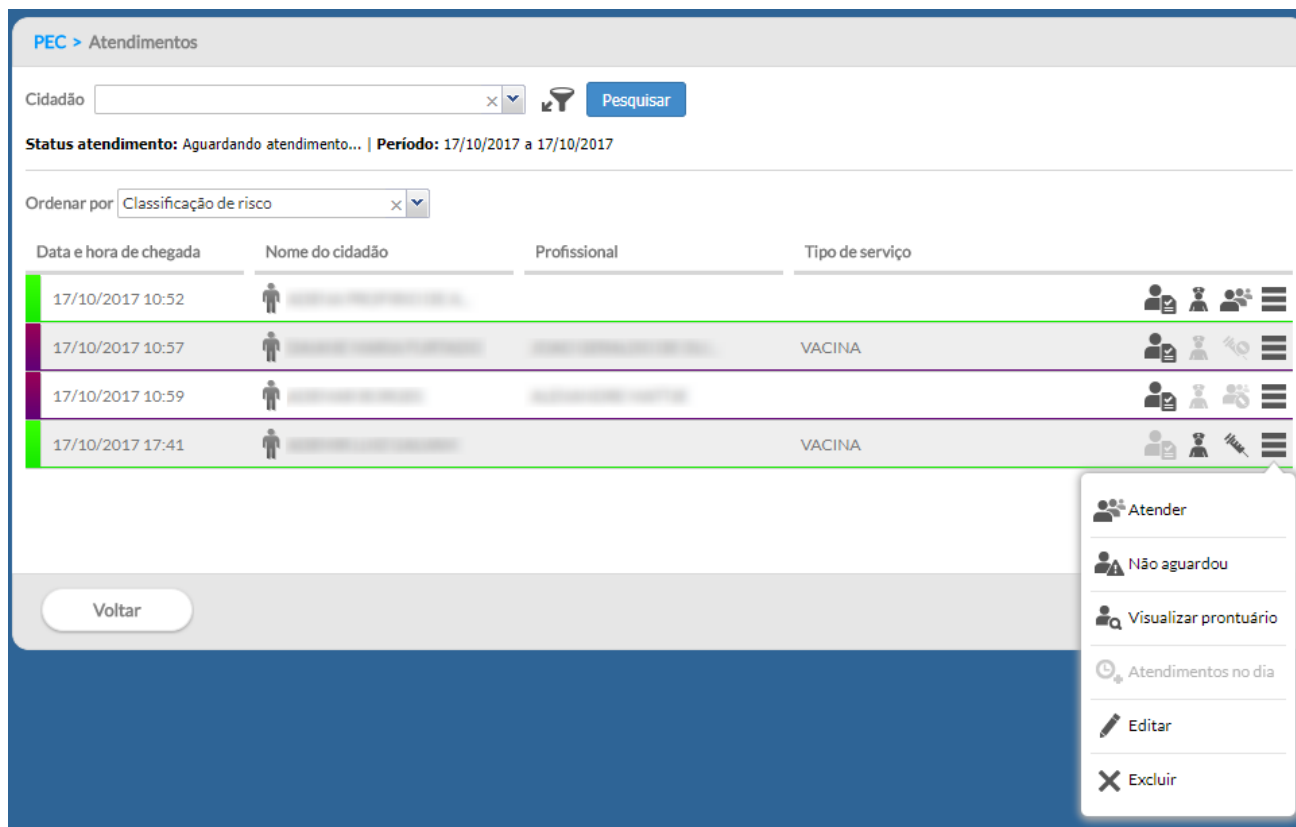 PEC > Atendimentos
Cidadão
Pesquisar
Status atendimento: Aguardando atendimento... | Período: 17/10/2017 a 17/10/2017
Ordenar por Classificação de risco
Data e hora de chegada Nome do cidadão Profissional Tipo de serviço
17/10/2017 10:52
17/10/2017 10:57 VACINA
17/10/2017 10:59
17/10/2017 17:41 VACINA
Atender
Não aguardou
Visualizar prontuário
Atendimentos no dia
Editar
Excluir
Voltar